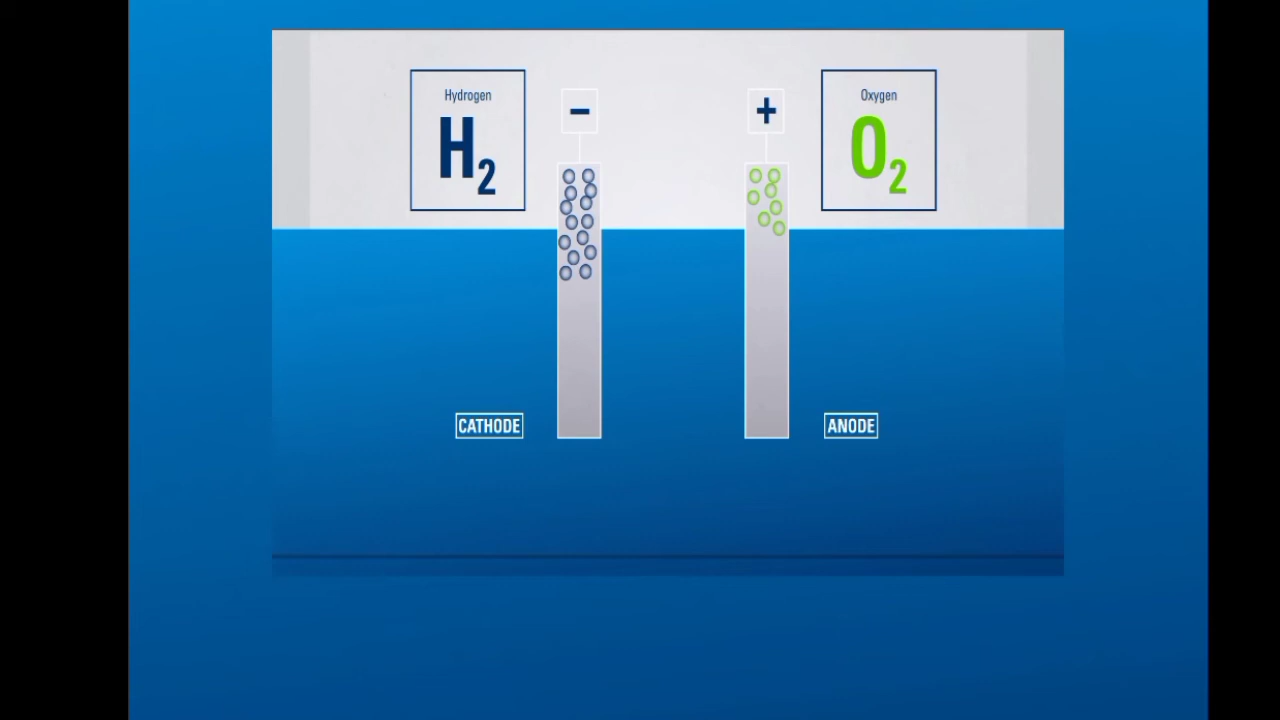 Hydrogen
H2
−
+
Oxygen
O2
CATHODE
ANODE